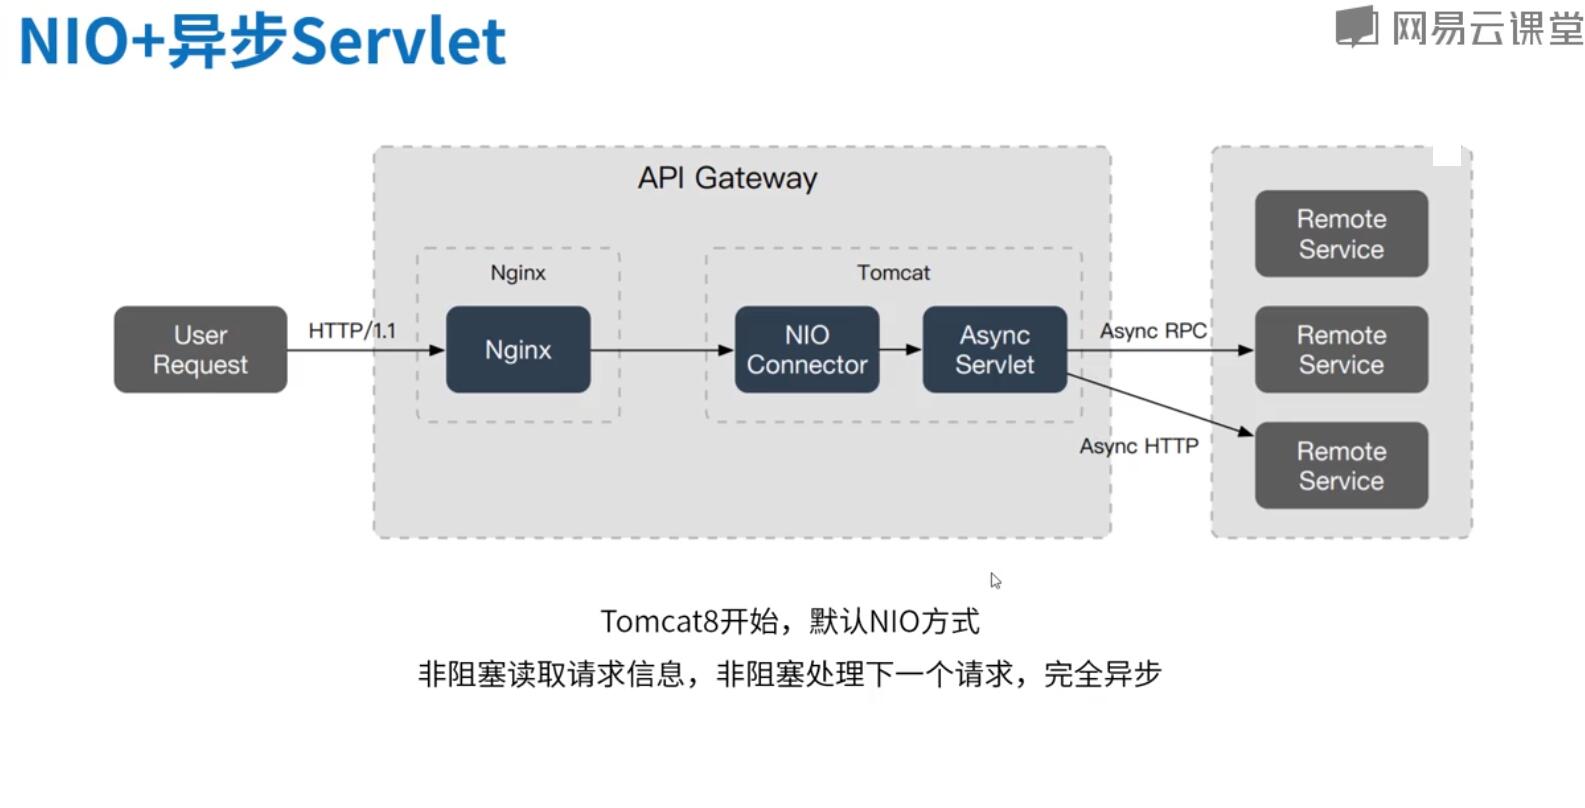 NIO+异步Servlet
网易云课堂
API Gateway
Nginx
Tomcat
User
Request
HTTP/1.1
Nginx
NIO
Connector
Async
Servlet
Async RPC
Async HTTP
Remote
Service
Remote
Service
Remote
Service
Tomcat8开始，默认NIO方式
非阻塞读取请求信息，非阻塞处理下一个请求，完全异步